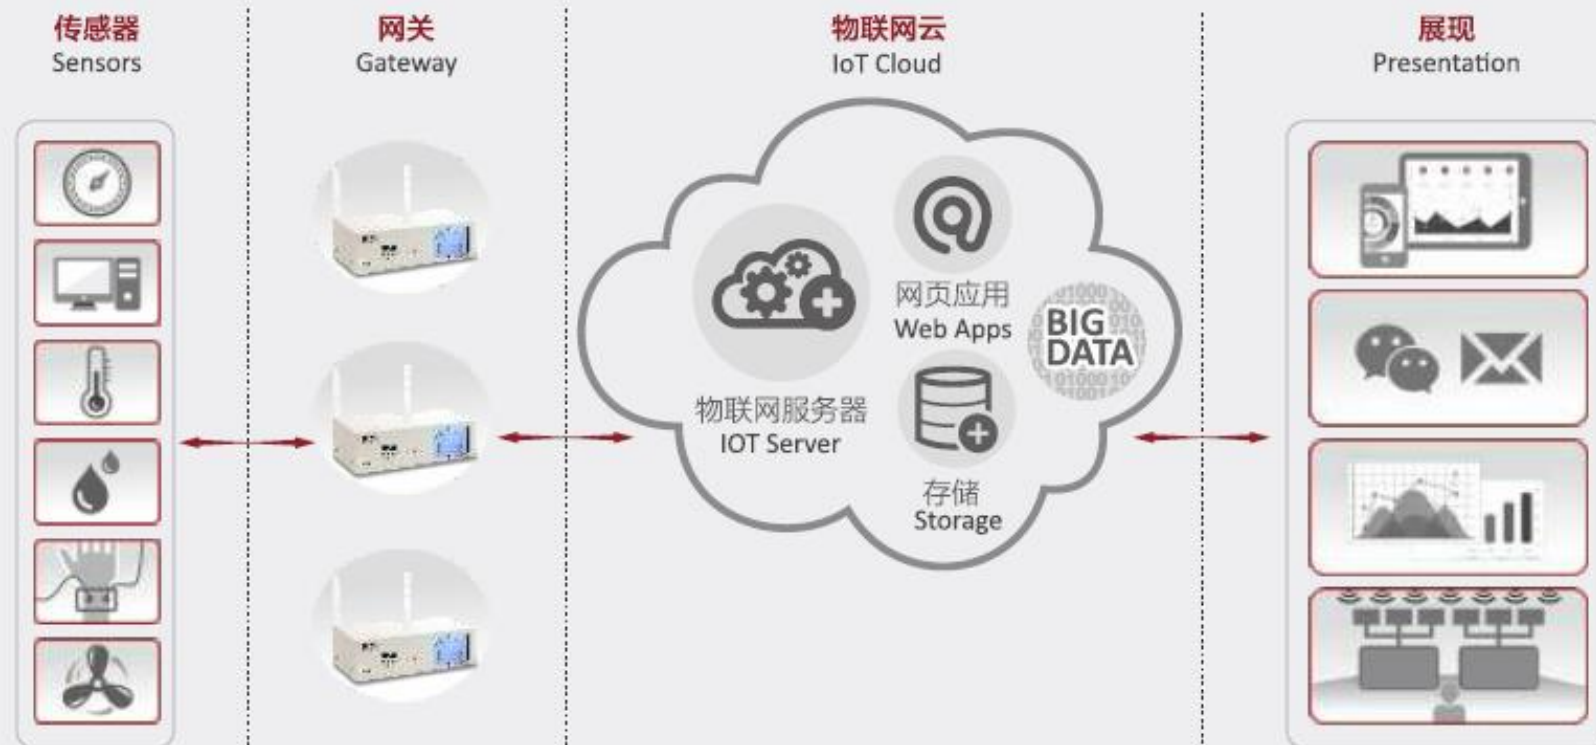 传感器
Sensors
网关
Gateway
物联网云
IoT Cloud
展现
Presentation
网页应用
Web Apps
BIG
DATA
物联网服务器
IOT Server
存储
Storage